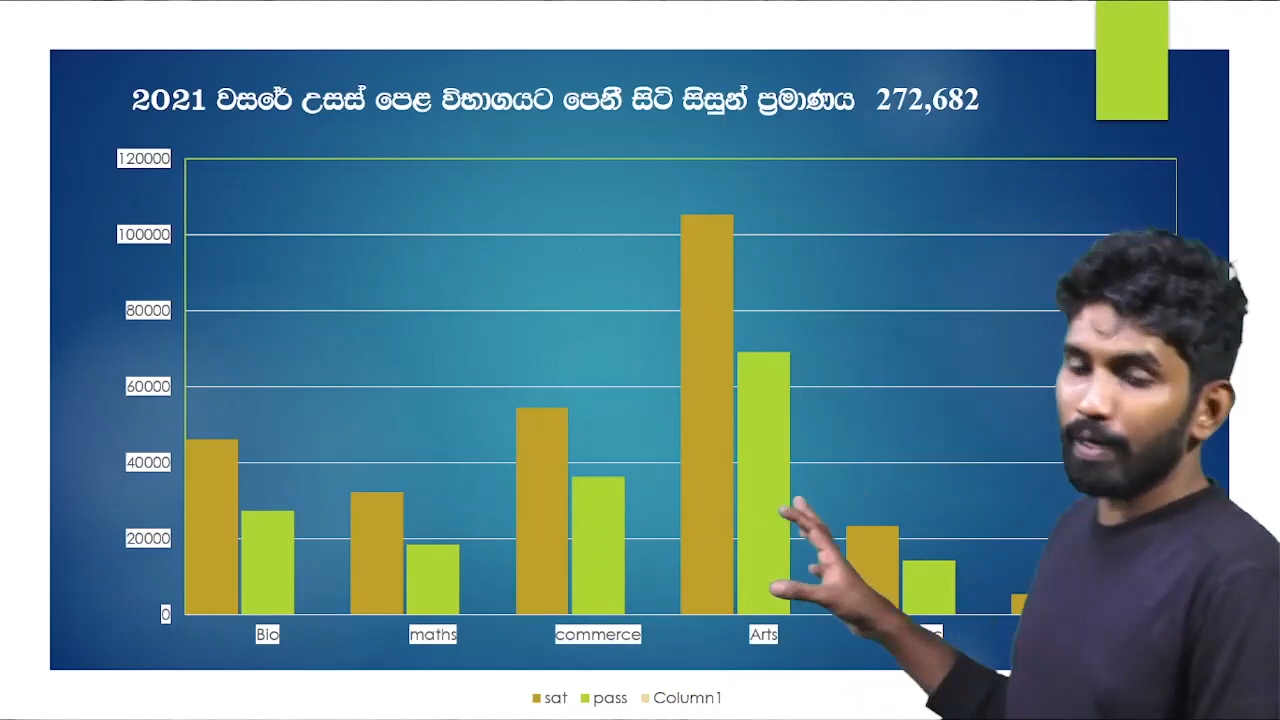 2021 වසරේ උසස් පෙළ විභාගයට පෙනී සිටි සිසුන් ප්‍රමාණය 272,682
120000
100000
80000
60000
40000
20000
0
Bio maths commerce Arts
sat pass Column1